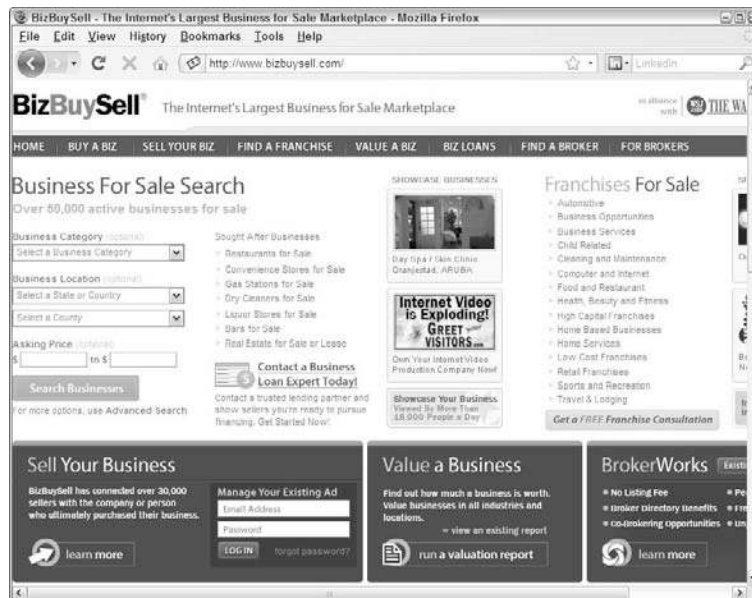 BizBuySell - The Internet's Largest Business for Sale Marketplace - Mozilla Firefox
File Edit View History Bookmarks Tools Help
http://www.bizbuysell.com/
LinkedIn
BizBuySell® The Internet's Largest Business for Sale Marketplace
in alliance with
THE WA
HOME BUY A BIZ SELL YOUR BIZ FIND A FRANCHISE VALUE A BIZ BIZ LOANS FIND A BROKER FOR BROKERS
Business For Sale Search
Over 50,000 active businesses for sale
Business Category (optional)
Select a Business Category
Business Location (optional)
Select a State or Country
Select a County
Asking Price (optional)
$ to $
Search Businesses
For more options, use Advanced Search
Sought After Businesses
Restaurants for Sale
Convenience Stores for Sale
Gas Stations for Sale
Dry Cleaners for Sale
Liquor Stores for Sale
Bars for Sale
Real Estate for Sale or Lease
Contact a Business
Loan Expert Today!
Contact a trusted lending partner and
show sellers you're ready to pursue
financing. Get Started Now!
SHOWCASE BUSINESSES
Day Spa / Skin Clinic
Oranjestad, ARUBA
Internet Video
is Exploding!
GREET
VISITORS
Own Your Internet Video
Production Company Now!
Showcase Your Business
Viewed By More Than
18,000 People a Day
Franchises For Sale
Automotive
Business Opportunities
Business Services
Child Related
Cleaning and Maintenance
Computer and Internet
Food and Restaurant
Health, Beauty and Fitness
High Capital Franchises
Home Based Businesses
Home Services
Low Cost Franchises
Retail Franchises
Sports and Recreation
Travel & Lodging
Get a FREE Franchise Consultation
Sell Your Business
BizBuySell has connected over 30,000
sellers with the company or person
who ultimately purchased their business.
learn more
Manage Your Existing Ad
Email Address
Password
LOG IN forgot password?
Value a Business
Find out how much a business is worth.
Value businesses in all industries and
locations.
view an existing report
run a valuation report
BrokerWorks
Existi
No Listing Fee
Broker Directory Benefits
Co-Brokering Opportunities
learn more